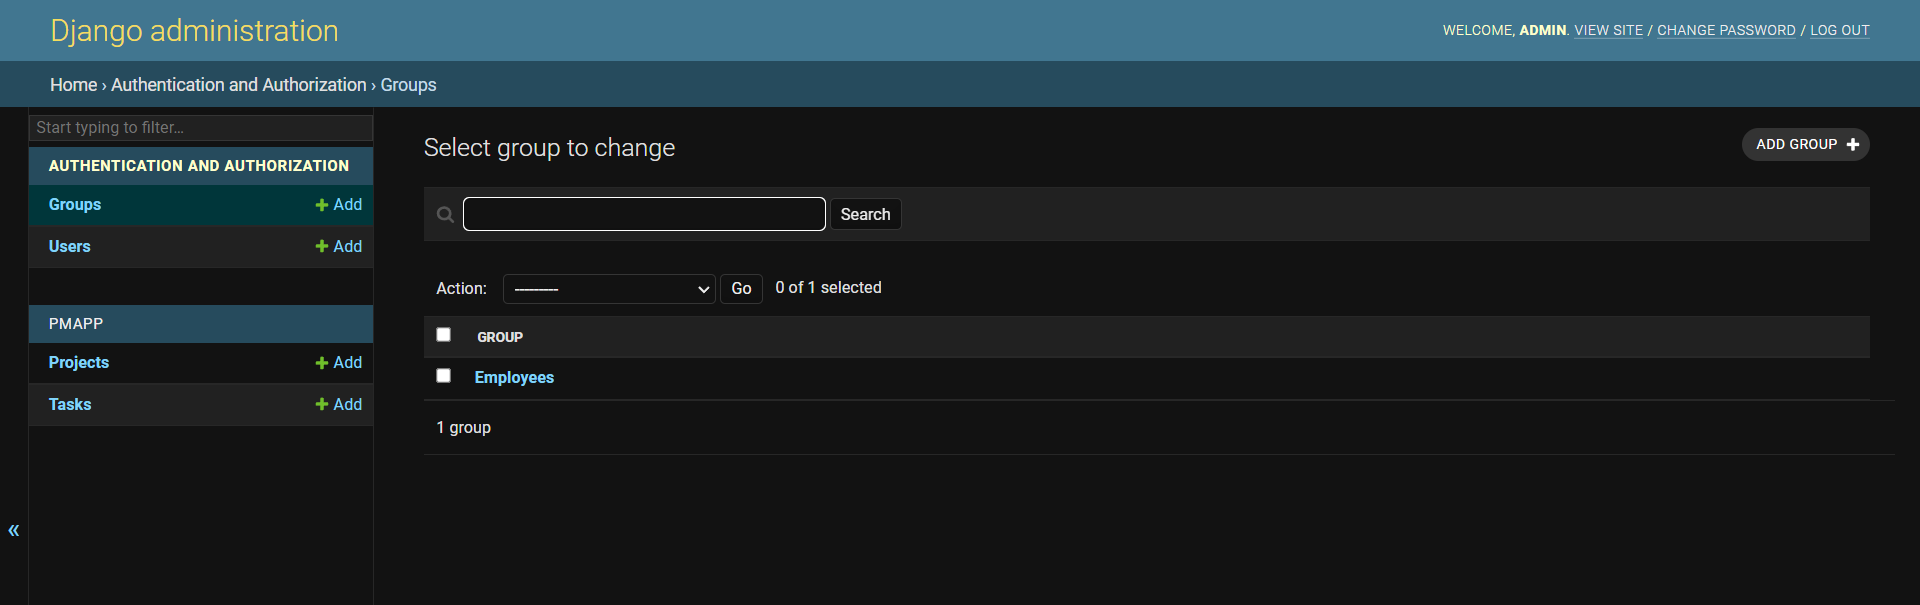 Django administration
WELCOME, ADMIN. VIEW SITE / CHANGE PASSWORD / LOG OUT
Home › Authentication and Authorization › Groups
Start typing to filter...
AUTHENTICATION AND AUTHORIZATION
Groups + Add
Users + Add
PMAPP
Projects + Add
Tasks + Add
«
Select group to change
ADD GROUP +
Search
Action: --------- Go 0 of 1 selected
GROUP
Employees
1 group